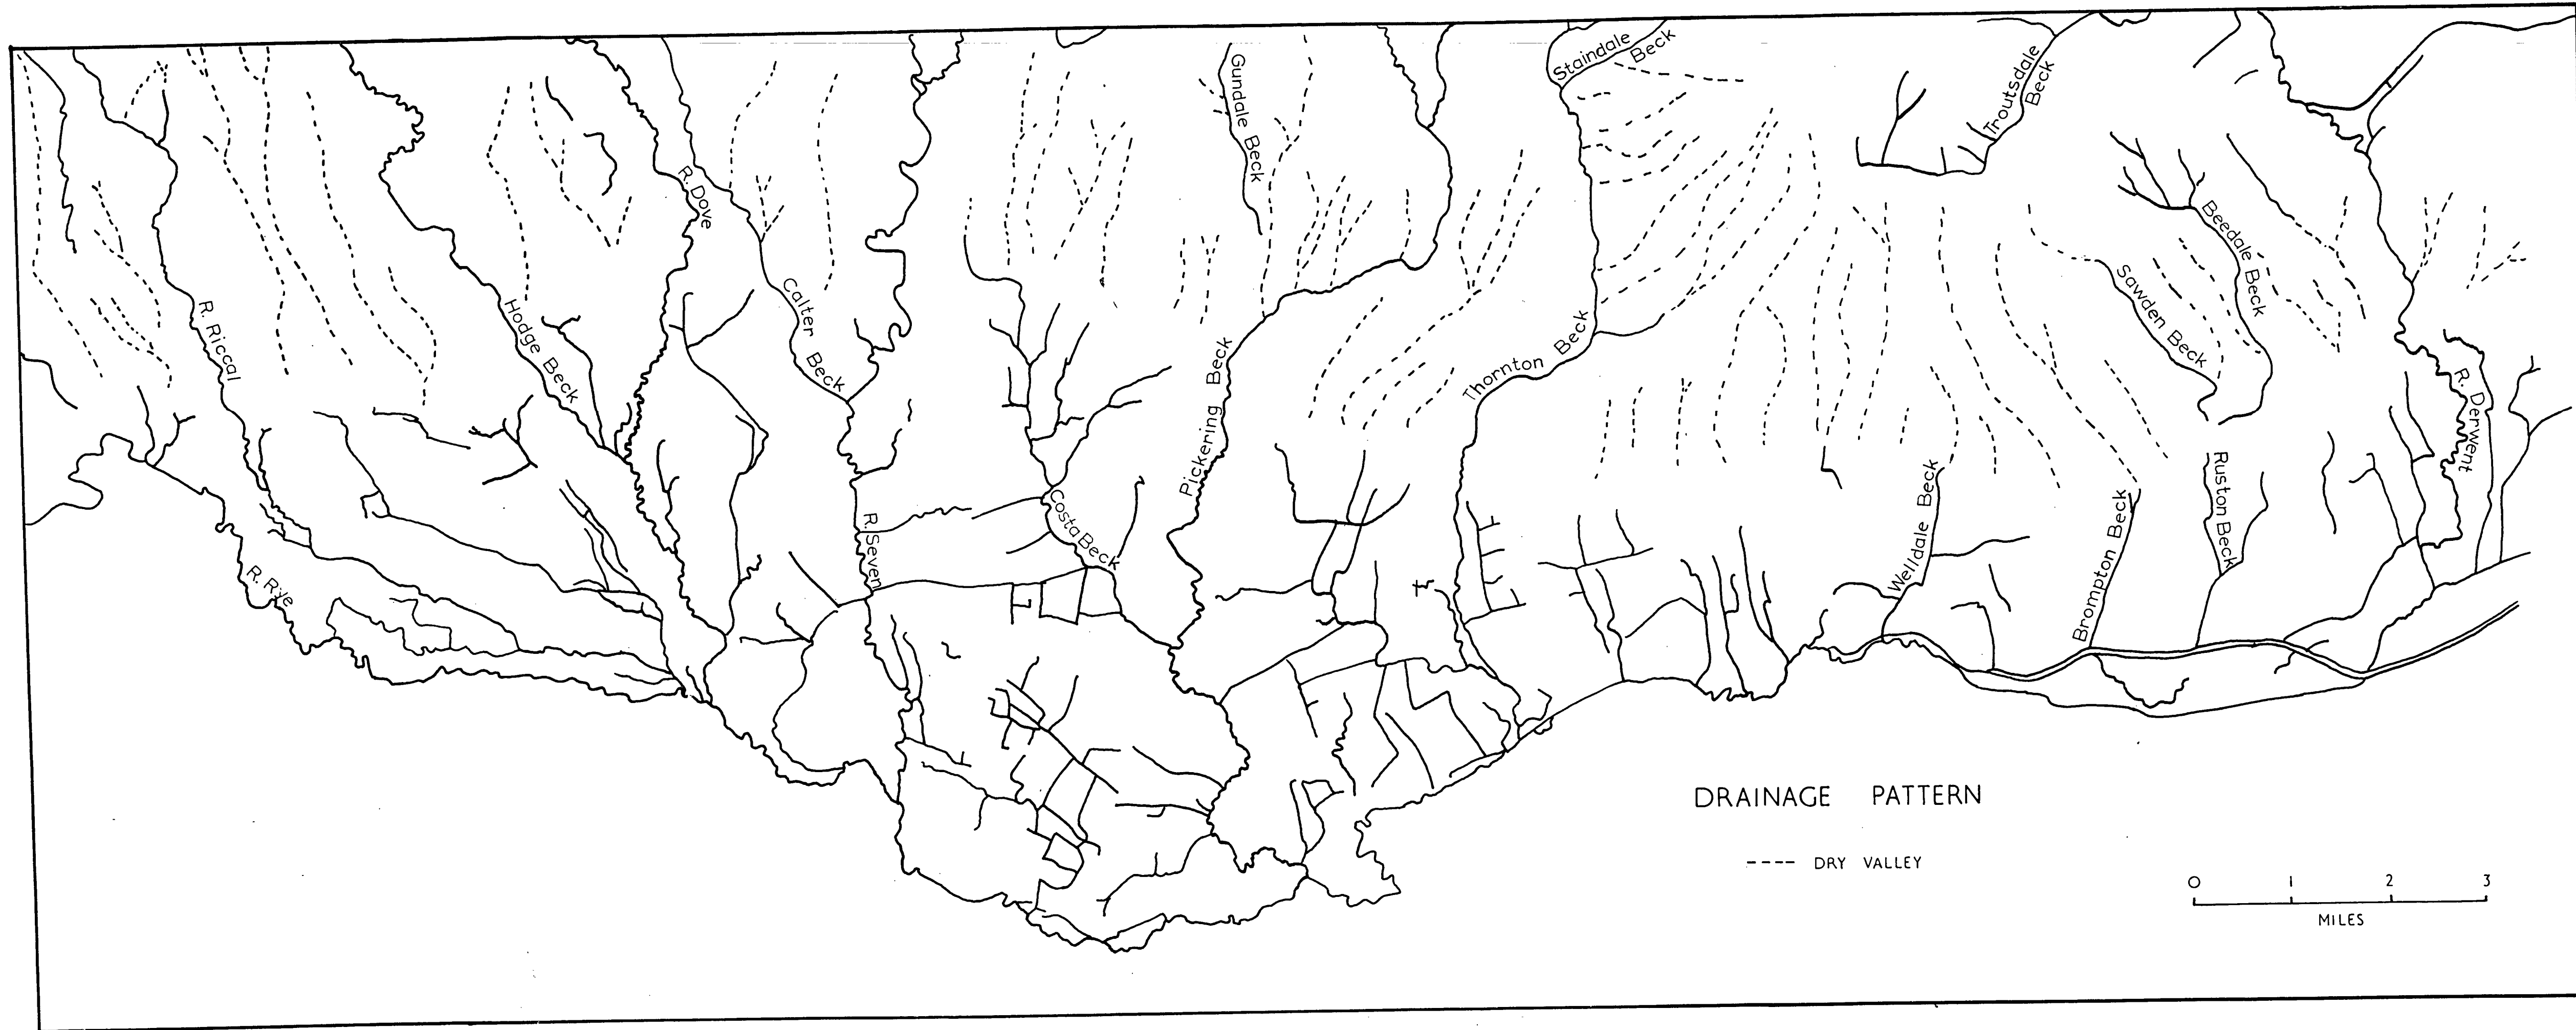 Staindale
Beck
Gundale Beck
Troutsdale
Beck
R. Dove
Beedale Beck
Sawden Beck
Calter Beck
R. Riccal
Hodge Beck
Thornton Beck
Pickering Beck
R. Derwent
Ruston Beck
Welldale Beck
Brompton Beck
Costa Beck
R. Seven
R. Rye
DRAINAGE PATTERN
DRY VALLEY
0 1 2 3
MILES